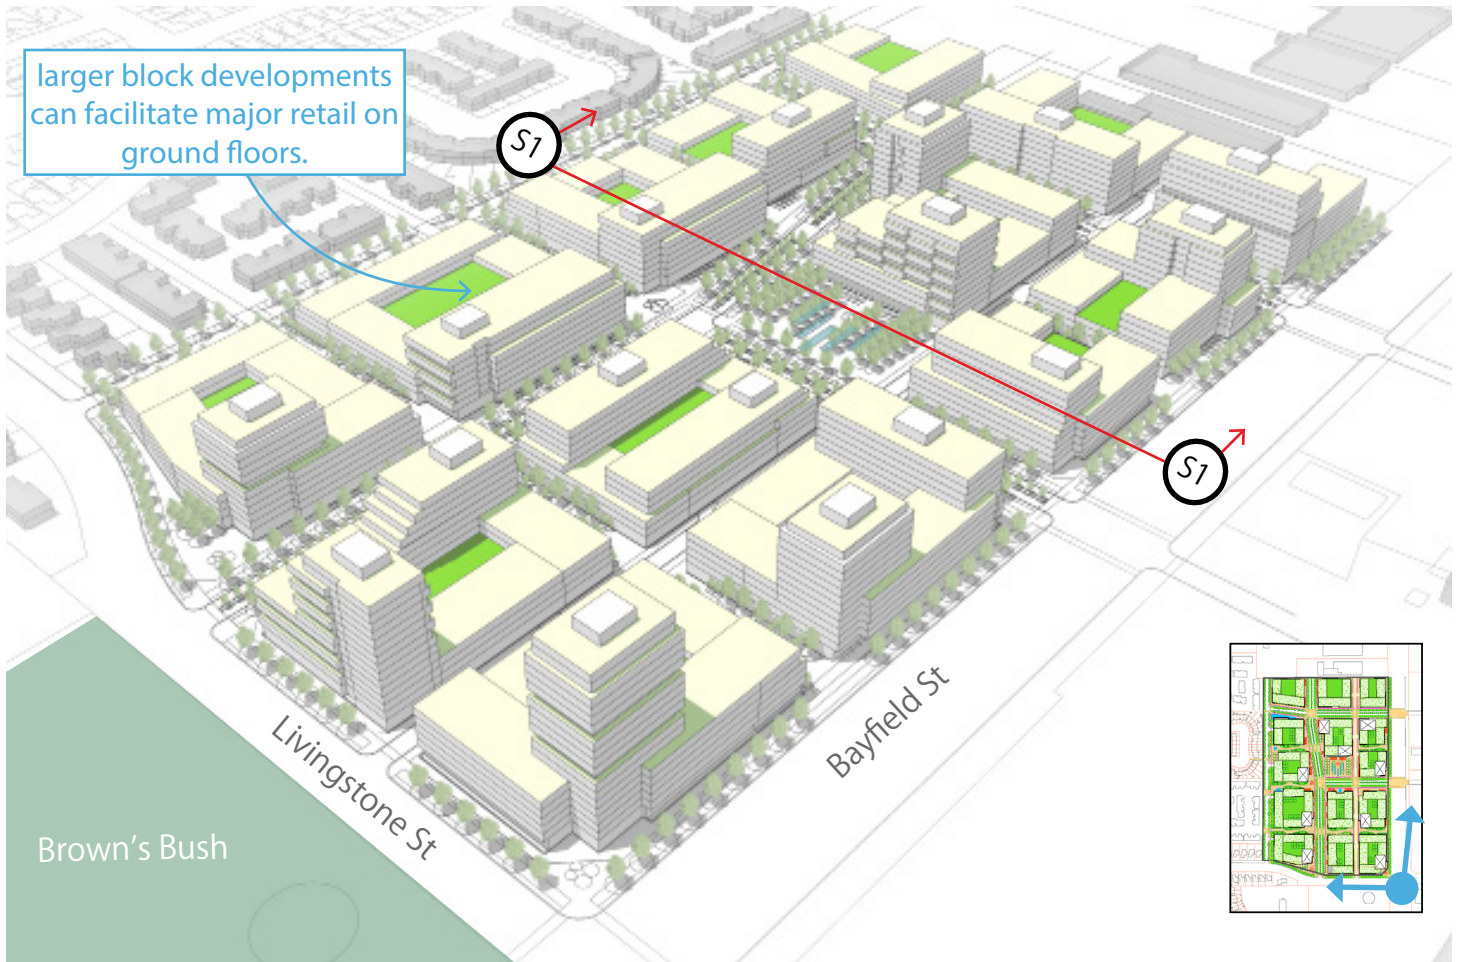 larger block developments
can facilitate major retail on
ground floors.
S1
S1
Bayfield St
Livingstone St
Brown's Bush